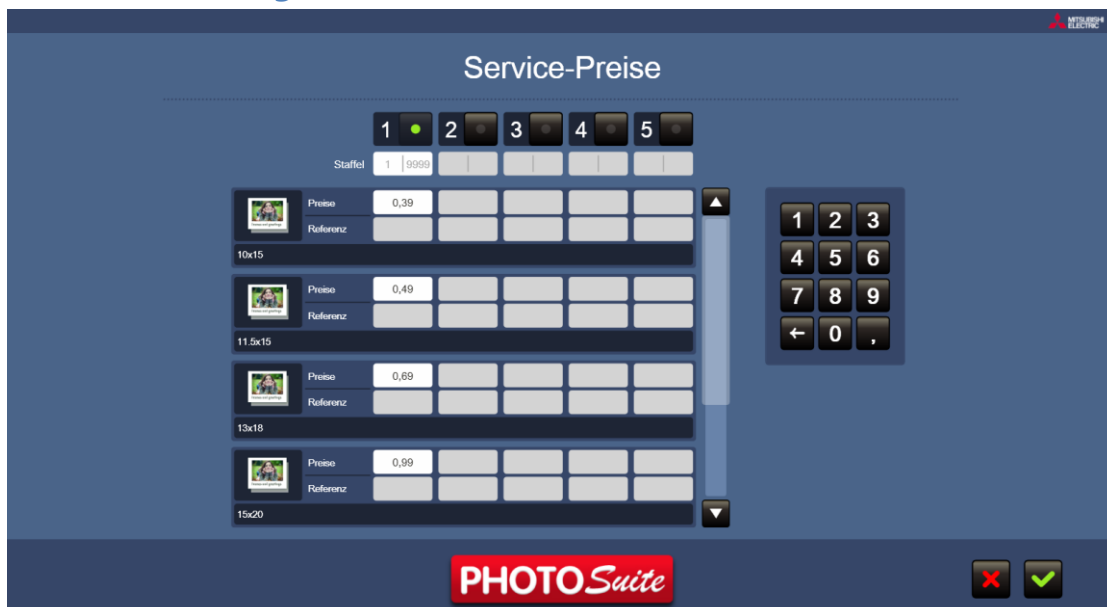 MITSUBISHI
ELECTRIC
Service-Preise
1 2 3 4 5
Staffel 1 9999
Preise 0,39
Referenz
10x15
Preise 0,49
Referenz
11.5x15
Preise 0,69
Referenz
13x18
Preise 0,99
Referenz
15x20
1 2 3
4 5 6
7 8 9
← 0 ,
PHOTO Suite